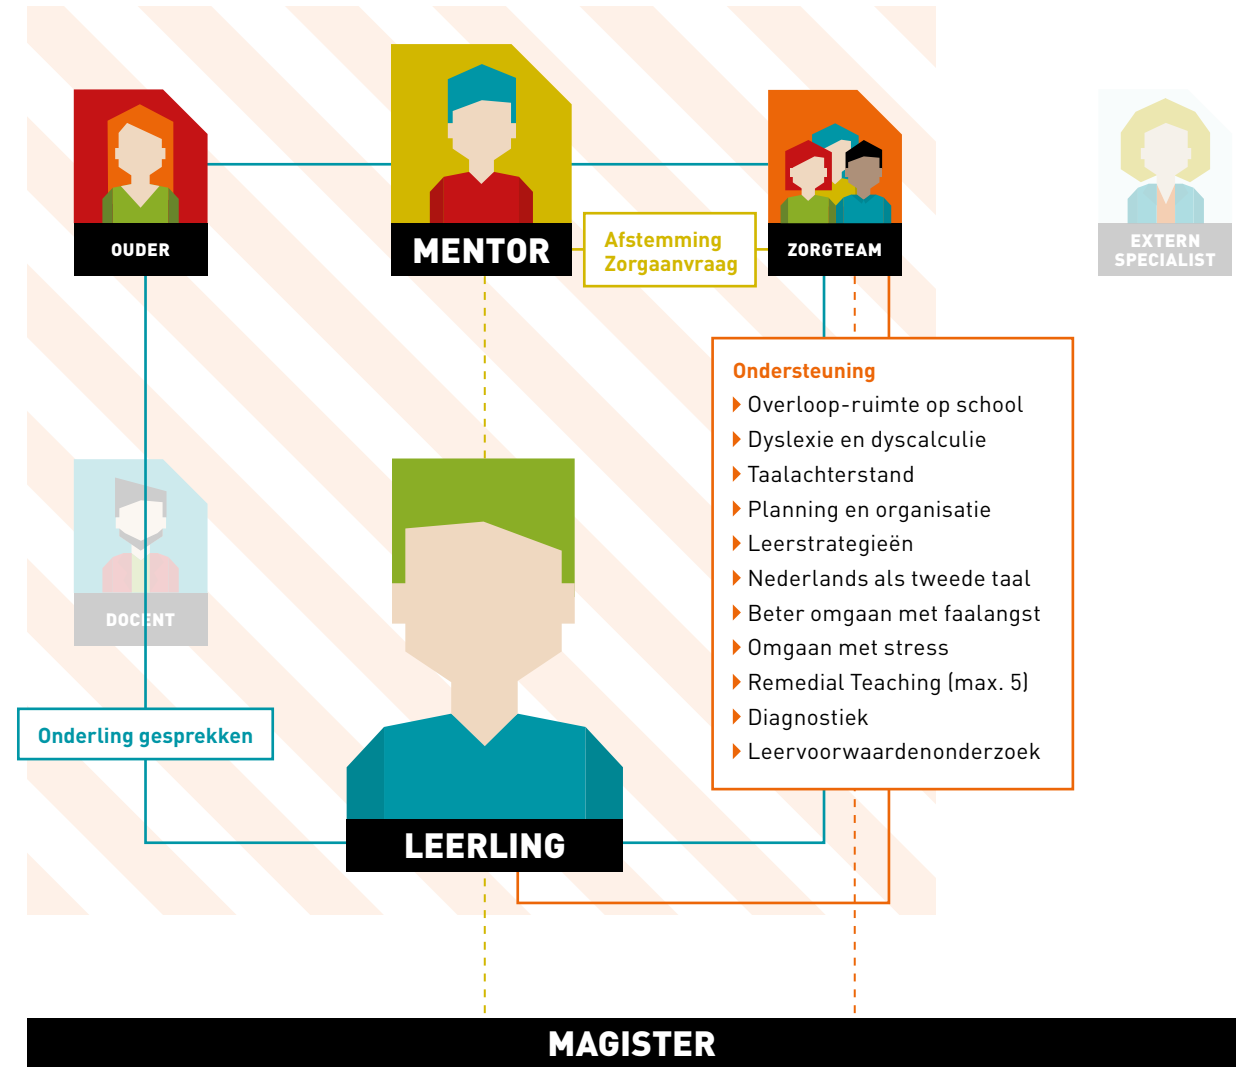 OUDER
MENTOR
Afstemming
Zorgaanvraag
ZORGTEAM
EXTERN
SPECIALIST
Ondersteuning
Overloop-ruimte op school
Dyslexie en dyscalculie
Taalachterstand
Planning en organisatie
Leerstrategieën
Nederlands als tweede taal
Beter omgaan met faalangst
Omgaan met stress
Remedial Teaching (max. 5)
Diagnostiek
Leervoorwaardenonderzoek
DOCENT
Onderling gesprekken
LEERLING
MAGISTER